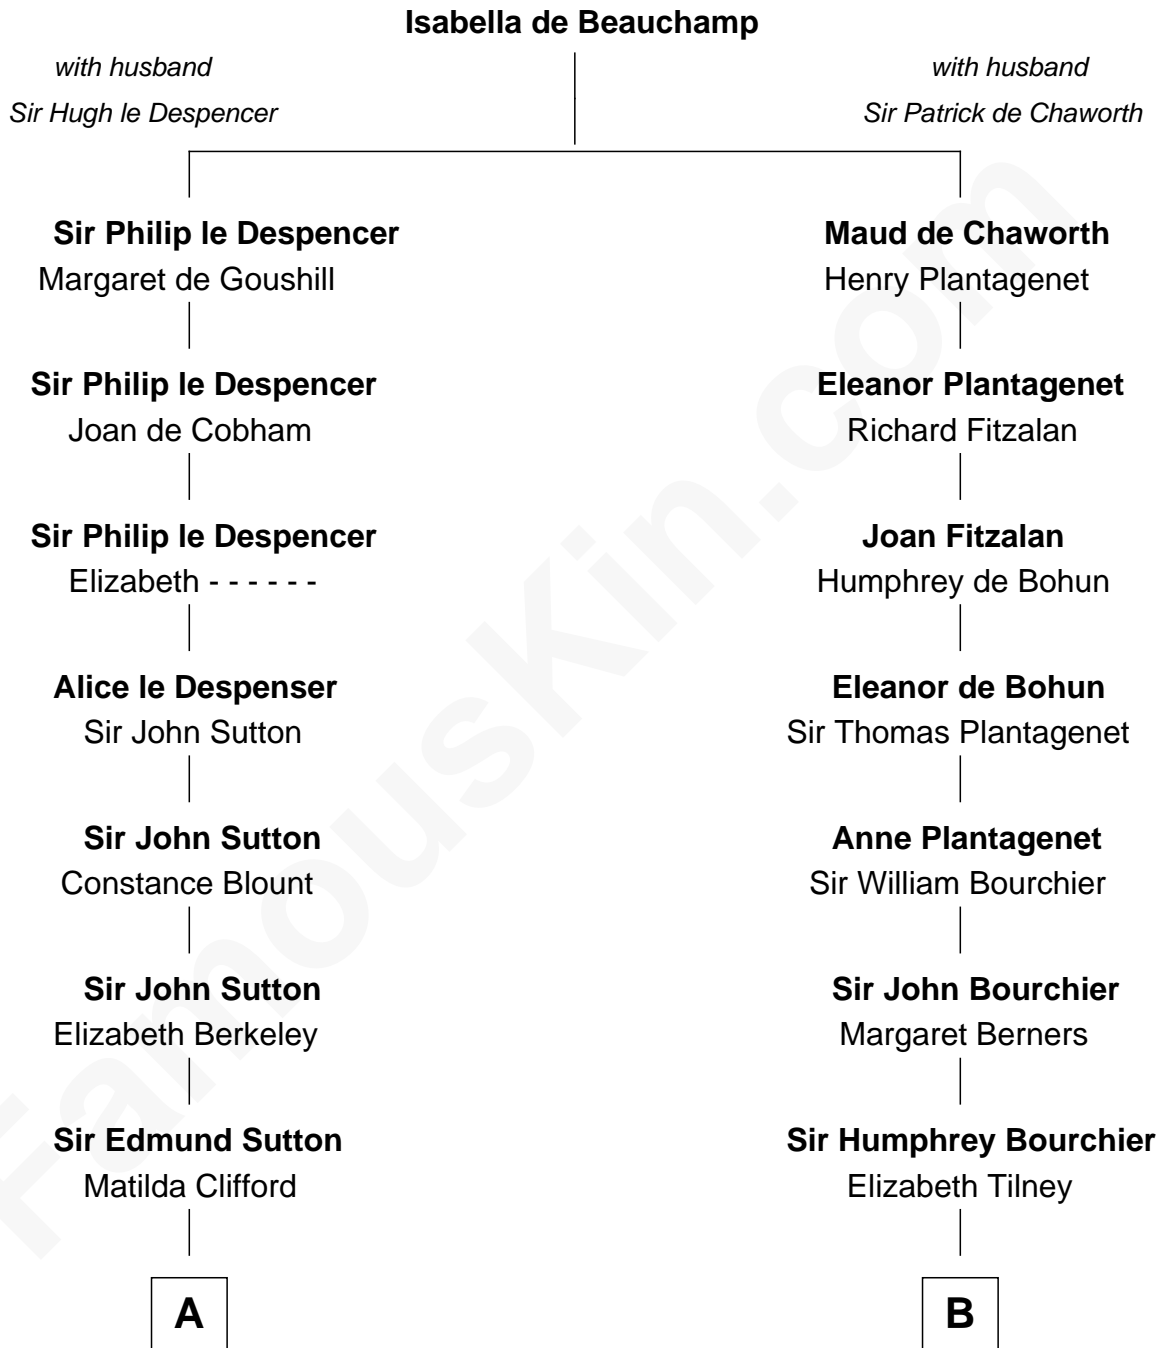 Isabella de Beauchamp
with husband
Sir Hugh le Despencer
with husband
Sir Patrick de Chaworth
Sir Philip le Despencer
Margaret de Goushill
Maud de Chaworth
Henry Plantagenet
Sir Philip le Despencer
Joan de Cobham
Eleanor Plantagenet
Richard Fitzalan
Sir Philip le Despencer
Elizabeth - - - - - -
Joan Fitzalan
Humphrey de Bohun
Alice le Despenser
Sir John Sutton
Eleanor de Bohun
Sir Thomas Plantagenet
Sir John Sutton
Constance Blount
Anne Plantagenet
Sir William Bourchier
Sir John Sutton
Elizabeth Berkeley
Sir John Bourchier
Margaret Berners
Sir Edmund Sutton
Matilda Clifford
Sir Humphrey Bourchier
Elizabeth Tilney
A
B
FamousKin.com